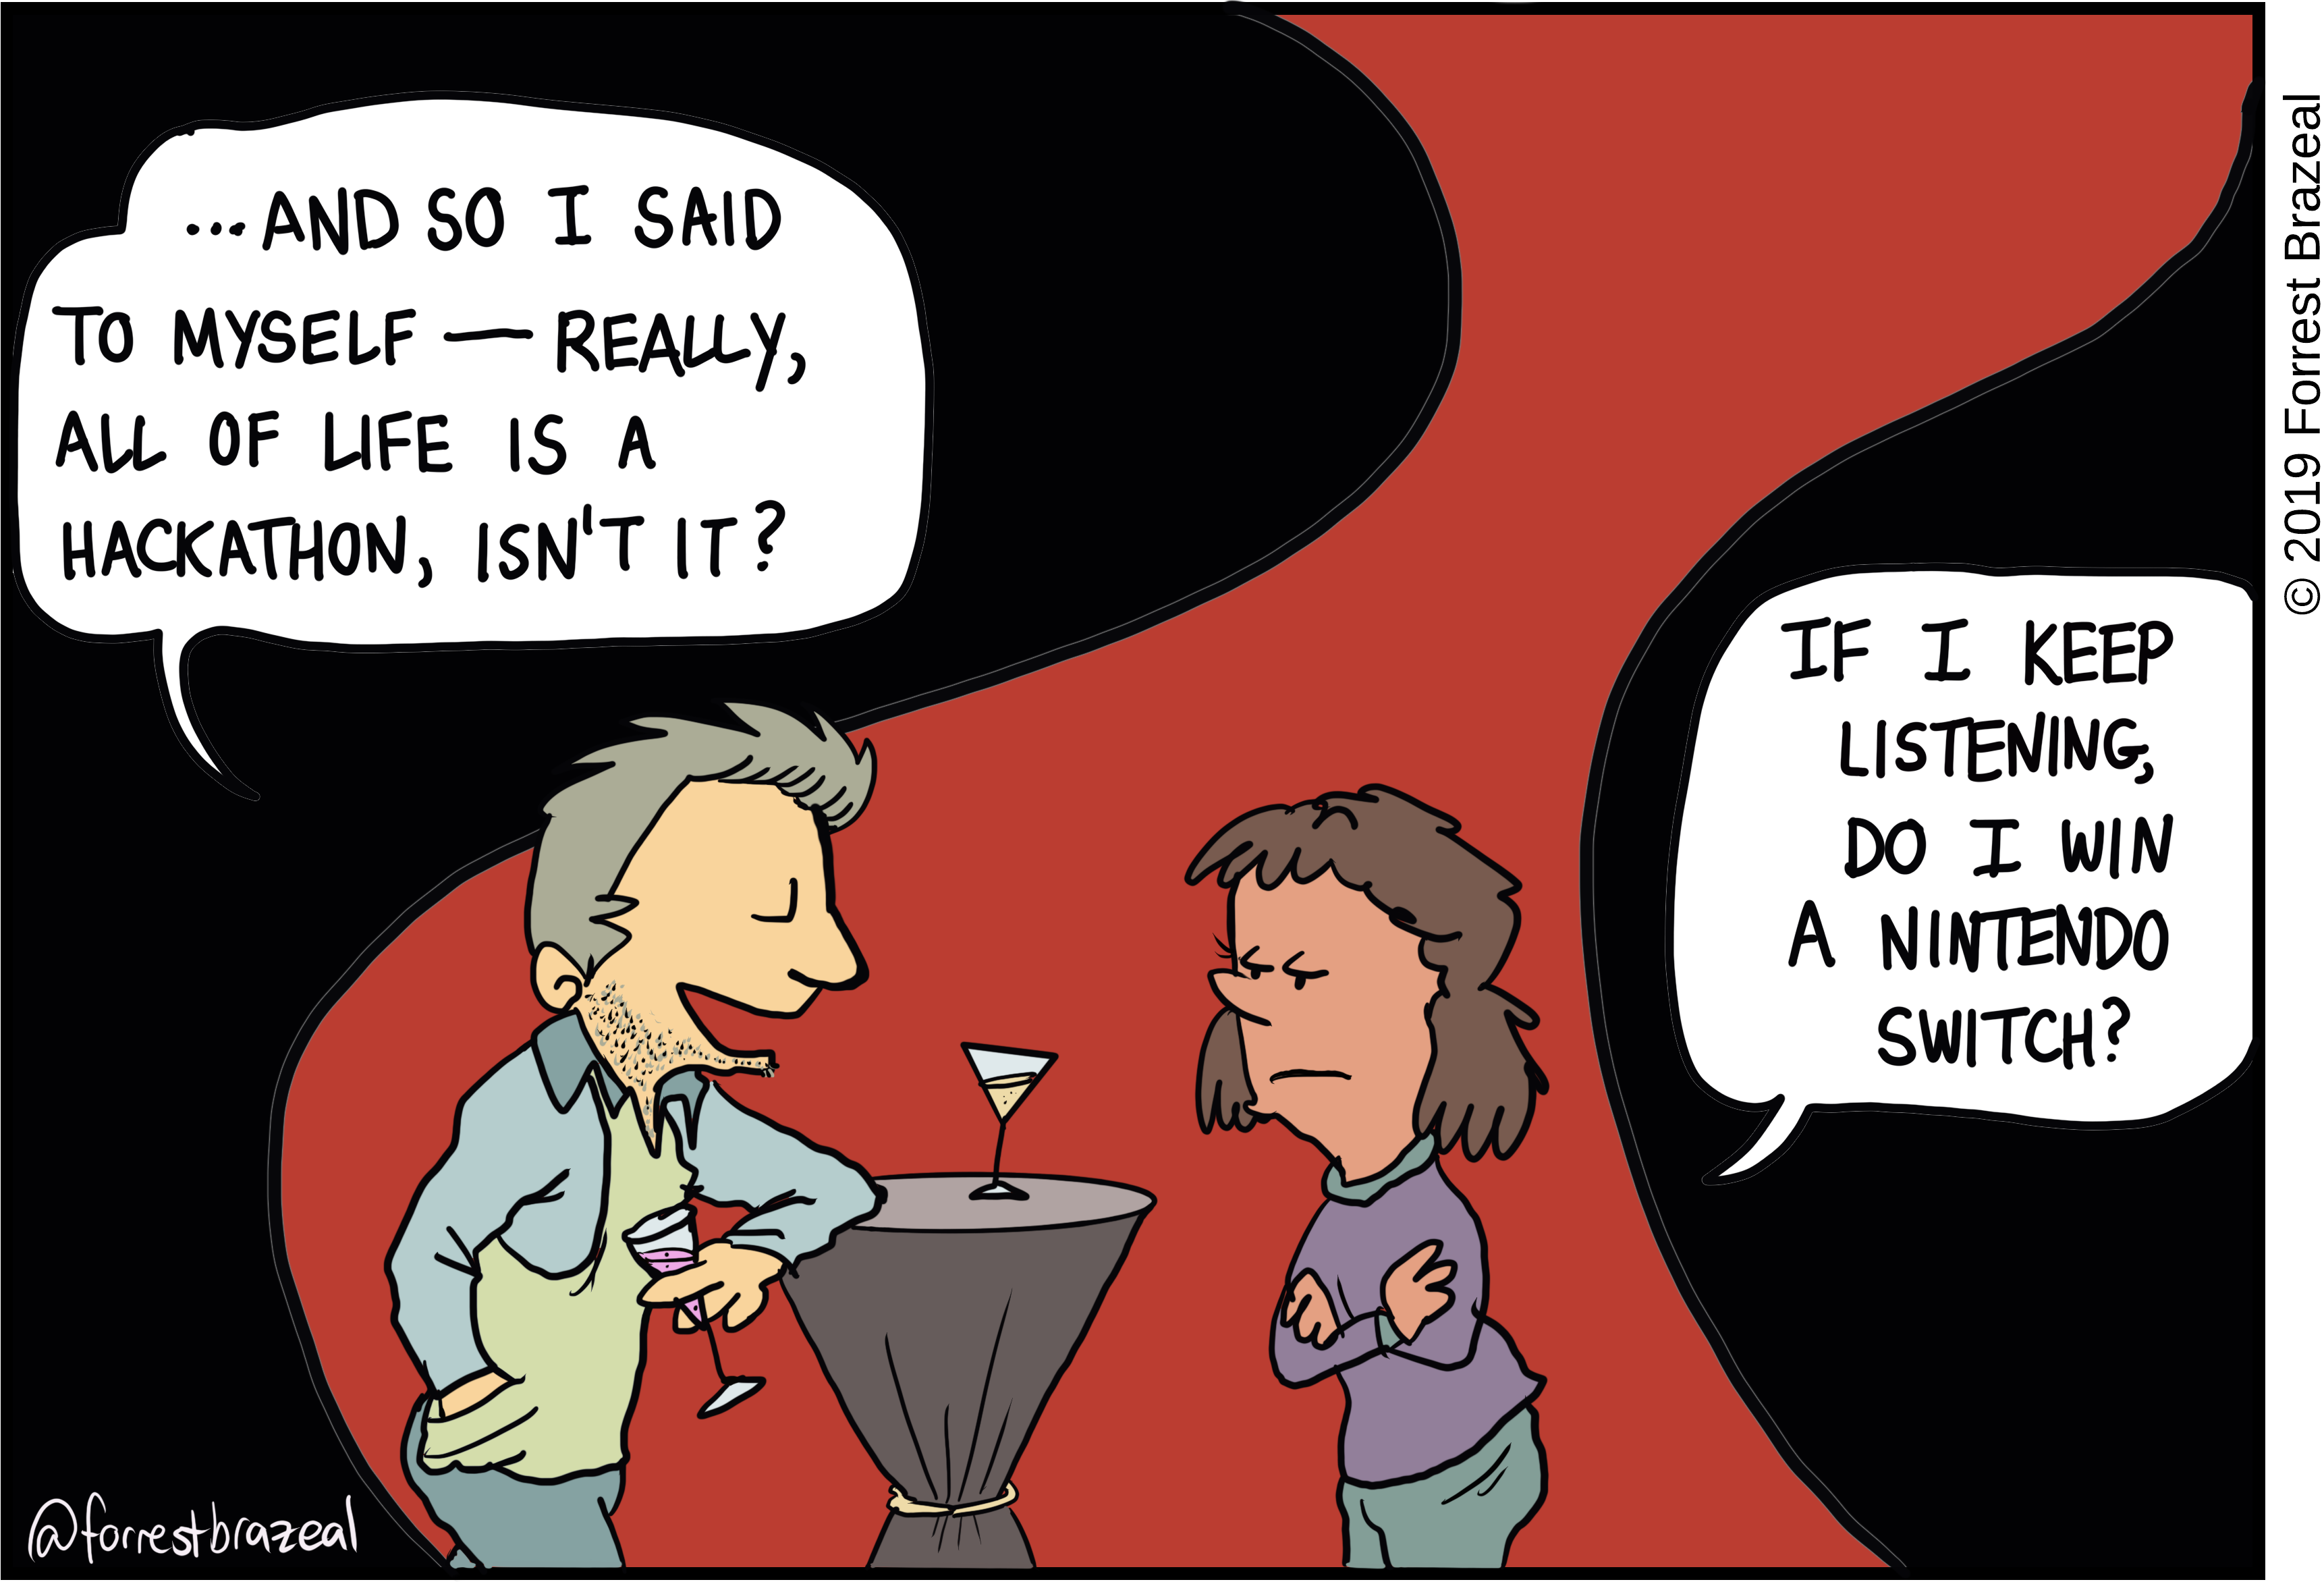 ...AND SO I SAID
TO MYSELF — REALLY,
ALL OF LIFE IS A
HACKATHON, ISN'T IT?
IF I KEEP
LISTENING,
DO I WIN
A NINTENDO
SWITCH?
@forrestbrazeal
© 2019 Forrest Brazeal